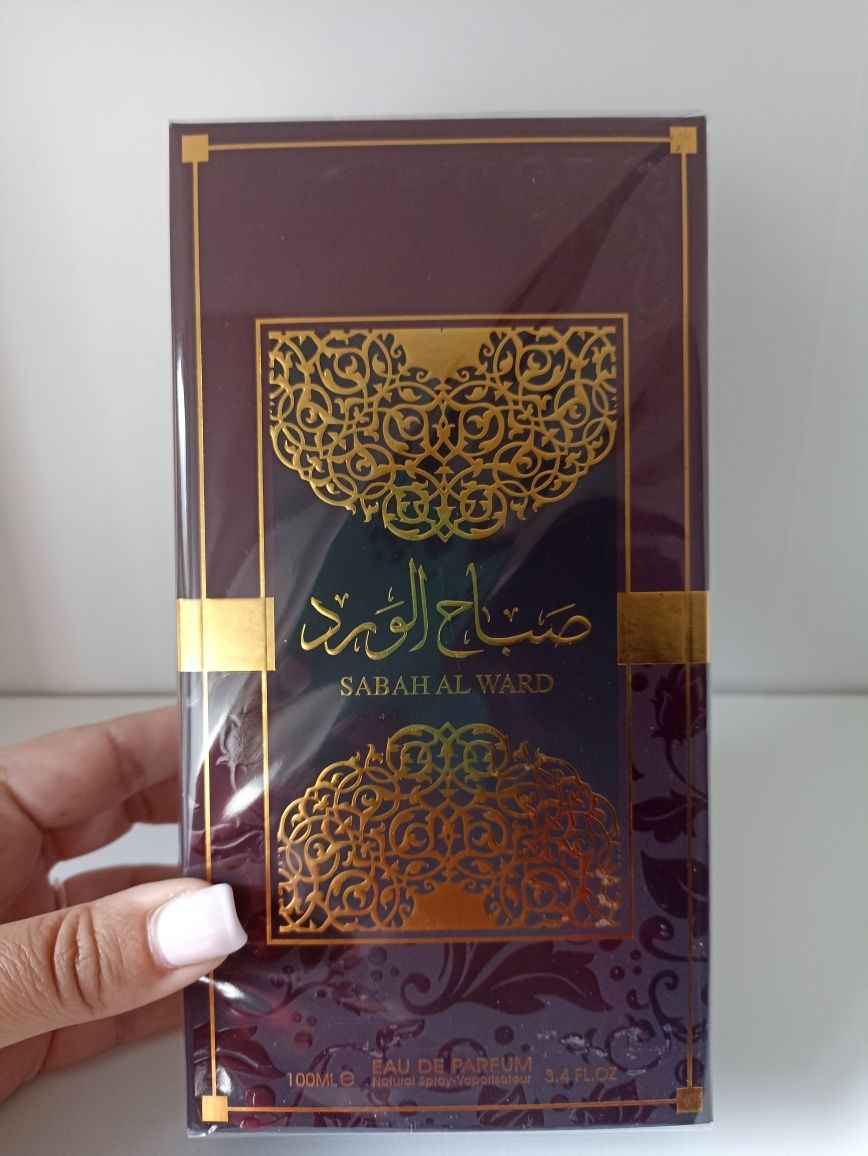 صباح الورد
SABAH AL WARD
EAU DE PARFUM
100ML ℮ Natural Spray-Vaporisateur 3.4 FL.OZ